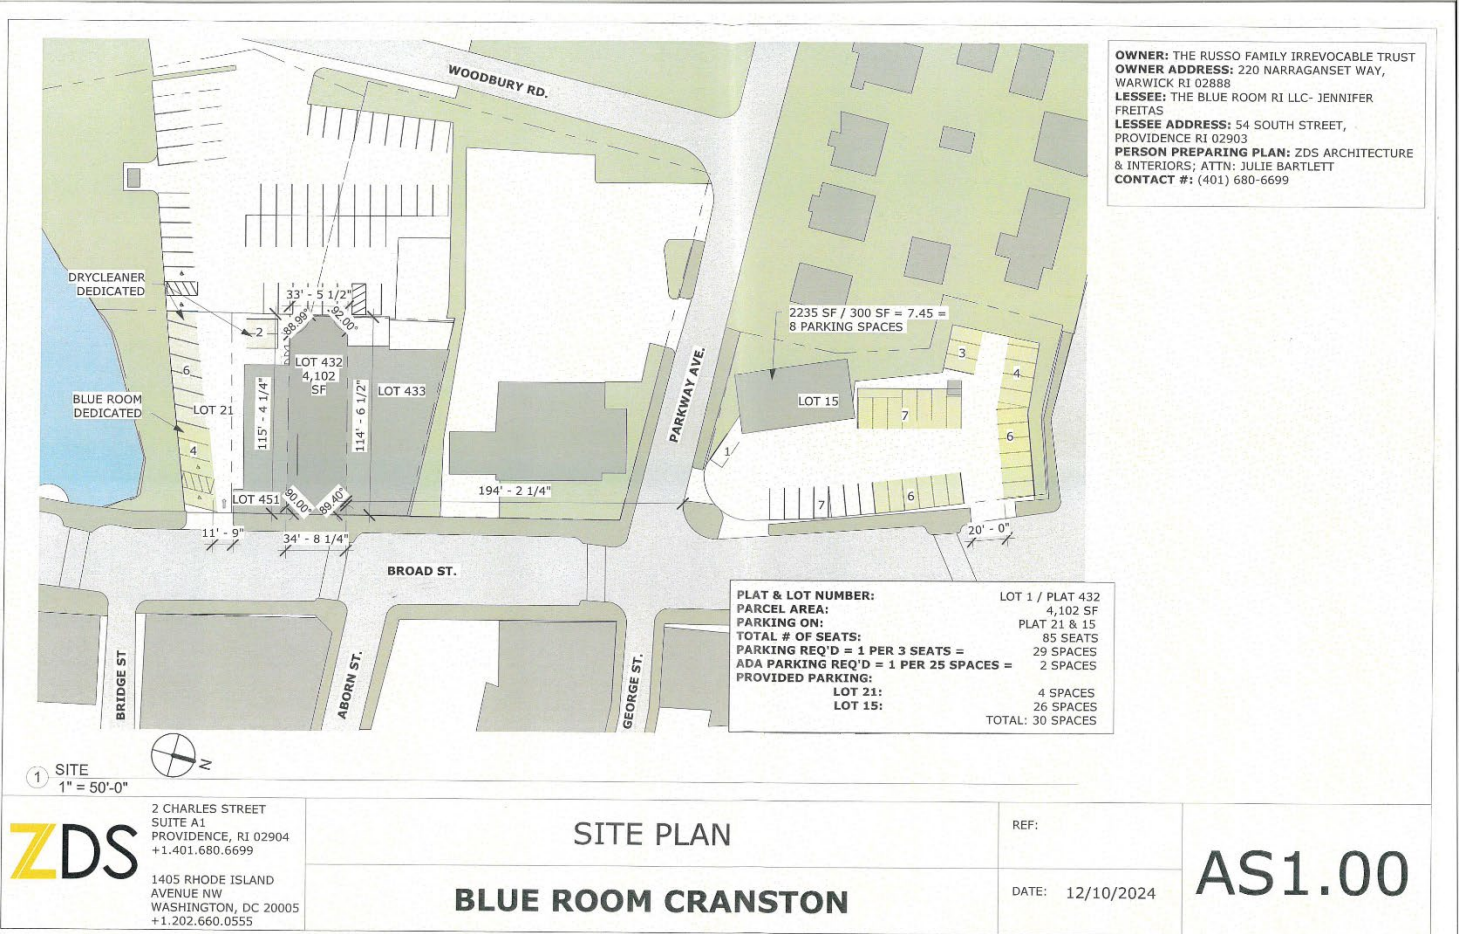 WOODBURY RD.
OWNER: THE RUSSO FAMILY IRREVOCABLE TRUST
OWNER ADDRESS: 220 NARRAGANSET WAY,
WARWICK RI 02888
LESSEE: THE BLUE ROOM RI LLC- JENNIFER
FREITAS
LESSEE ADDRESS: 54 SOUTH STREET,
PROVIDENCE RI 02903
PERSON PREPARING PLAN: ZDS ARCHITECTURE
& INTERIORS; ATTN: JULIE BARTLETT
CONTACT #: (401) 680-6699
DRYCLEANER
DEDICATED
33' - 5 1/2"
88.99°
92.00°
2
2235 SF / 300 SF = 7.45 =
8 PARKING SPACES
LOT 432
4,102
SF
6
LOT 21
BLUE ROOM
DEDICATED
4
115' - 4 1/4"
114' - 6 1/2"
LOT 433
PARKWAY AVE.
LOT 15
3
4
7
6
1
7
6
LOT 451
90.00°
89.40°
194' - 2 1/4"
11' - 9"
34' - 8 1/4"
20' - 0"
BROAD ST.
BRIDGE ST
ABORN ST.
GEORGE ST.
PLAT & LOT NUMBER: LOT 1 / PLAT 432
PARCEL AREA: 4,102 SF
PARKING ON: PLAT 21 & 15
TOTAL # OF SEATS: 85 SEATS
PARKING REQ'D = 1 PER 3 SEATS = 29 SPACES
ADA PARKING REQ'D = 1 PER 25 SPACES = 2 SPACES
PROVIDED PARKING:
LOT 21: 4 SPACES
LOT 15: 26 SPACES
TOTAL: 30 SPACES
N
1 SITE
1" = 50'-0"
ZDS
2 CHARLES STREET
SUITE A1
PROVIDENCE, RI 02904
+1.401.680.6699
1405 RHODE ISLAND
AVENUE NW
WASHINGTON, DC 20005
+1.202.660.0555
SITE PLAN
BLUE ROOM CRANSTON
REF:
DATE: 12/10/2024
AS1.00